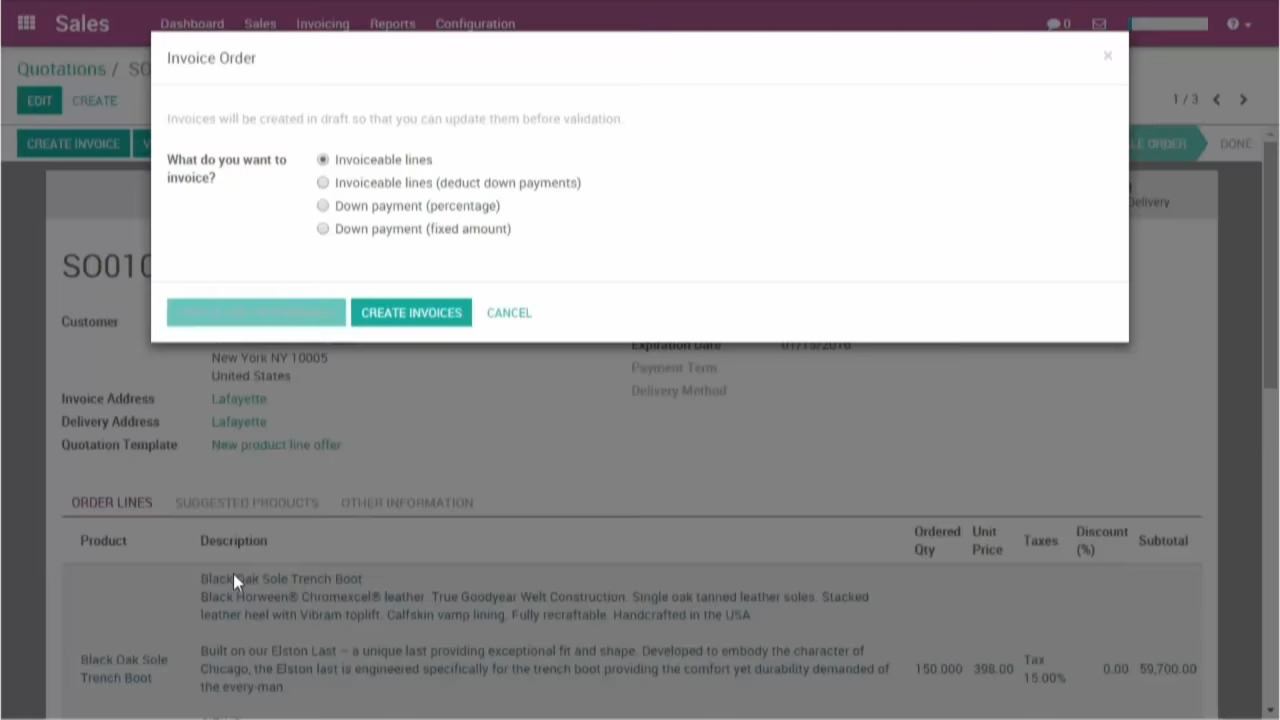 Sales Dashboard Sales Invoicing Reports Configuration 0
Quotations / SO
EDIT CREATE
1 / 3
Invoice Order ×
Invoices will be created in draft so that you can update them before validation.
What do you want to invoice?
Invoiceable lines
Invoiceable lines (deduct down payments)
Down payment (percentage)
Down payment (fixed amount)
CREATE INVOICES CANCEL
CREATE INVOICE V
LE ORDER DONE
Delivery
SO010
Customer
New York NY 10005
United States
Expiration Date 01/15/2016
Payment Term
Delivery Method
Invoice Address Lafayette
Delivery Address Lafayette
Quotation Template New product line offer
ORDER LINES SUGGESTED PRODUCTS OTHER INFORMATION
Product Description Ordered Qty Unit Price Taxes Discount (%) Subtotal
Black Oak Sole Trench Boot
Black Horween® Chromexcel® leather. True Goodyear Welt Construction. Single oak tanned leather soles. Stacked
leather heel with Vibram toplift. Calfskin vamp lining. Fully recraftable. Handcrafted in the USA
Built on our Elston Last – a unique last providing exceptional fit and shape. Developed to embody the character of
Chicago, the Elston last is engineered specifically for the trench boot providing the comfort yet durability demanded of
the every-man
Black Oak Sole Trench Boot
150.000 398.00 Tax 15.00% 0.00 59,700.00